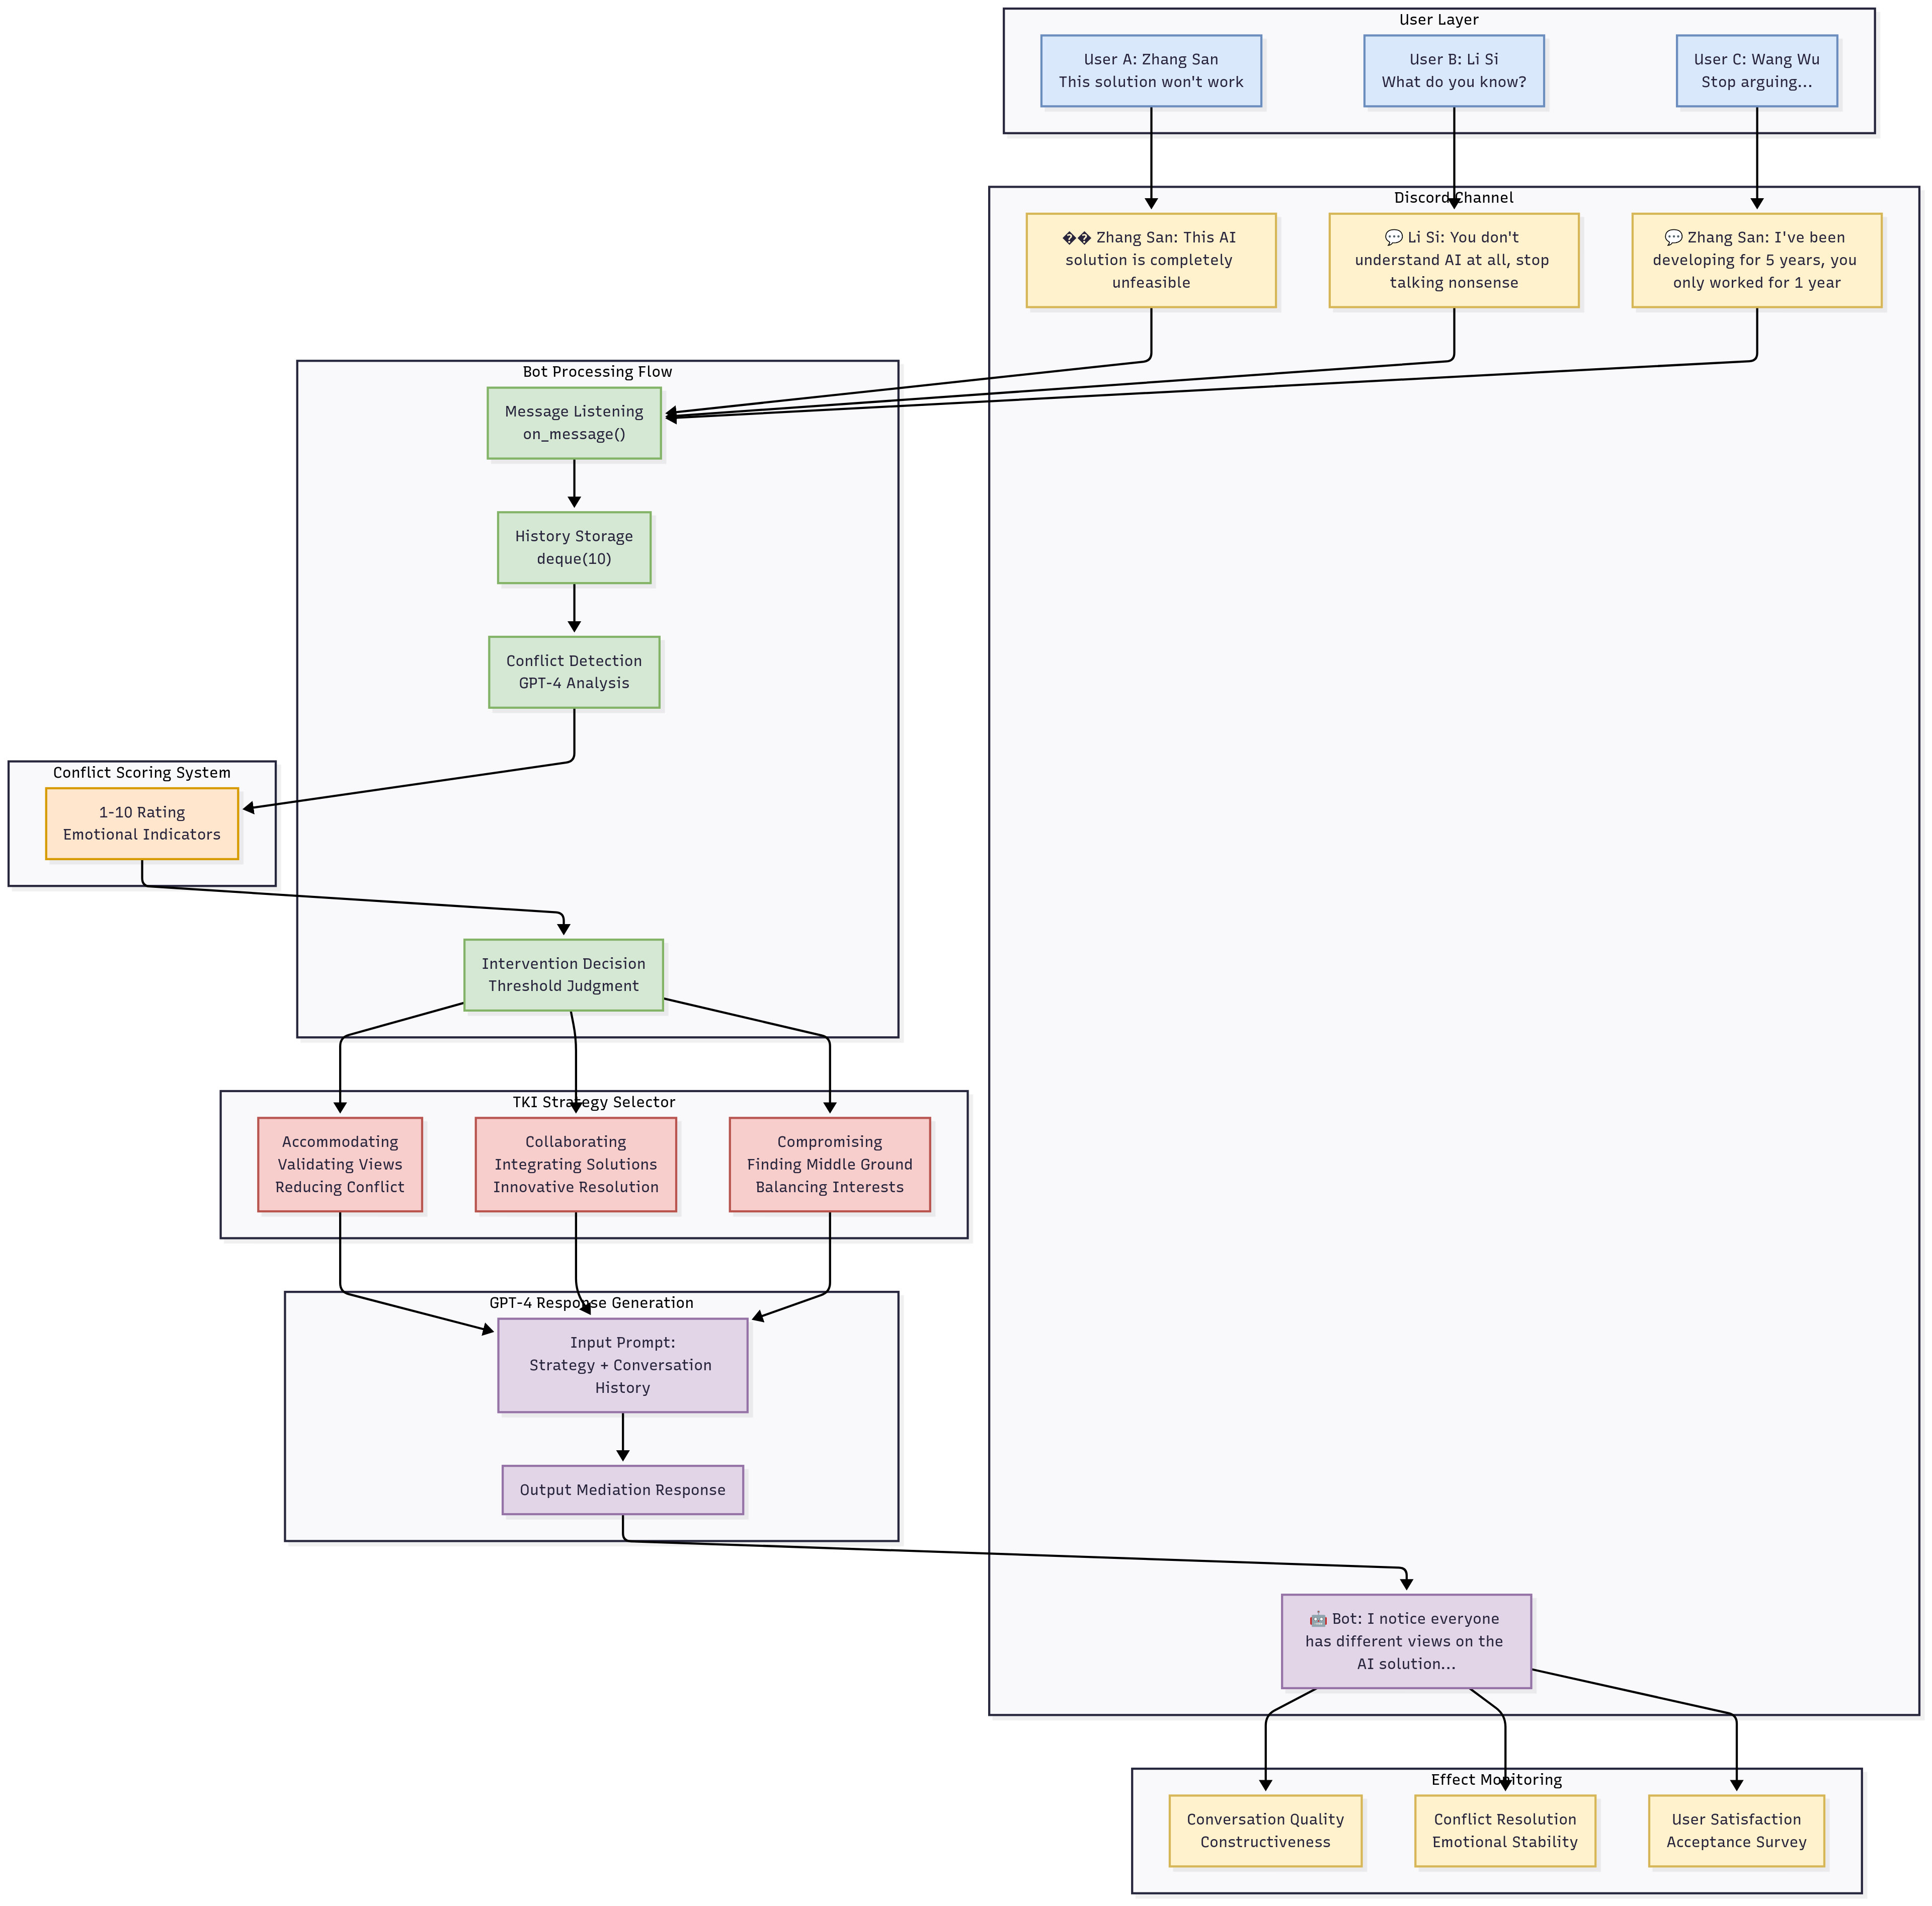 User Layer
User A: Zhang San
This solution won't work
User B: Li Si
What do you know?
User C: Wang Wu
Stop arguing...
Discord Channel
�� Zhang San: This AI
solution is completely
unfeasible
💬 Li Si: You don't
understand AI at all, stop
talking nonsense
💬 Zhang San: I've been
developing for 5 years, you
only worked for 1 year
Bot Processing Flow
Message Listening
on_message()
History Storage
deque(10)
Conflict Detection
GPT-4 Analysis
Conflict Scoring System
1-10 Rating
Emotional Indicators
Intervention Decision
Threshold Judgment
TKI Strategy Selector
Accommodating
Validating Views
Reducing Conflict
Collaborating
Integrating Solutions
Innovative Resolution
Compromising
Finding Middle Ground
Balancing Interests
GPT-4 Response Generation
Input Prompt:
Strategy + Conversation
History
Output Mediation Response
🤖 Bot: I notice everyone
has different views on the
AI solution...
Effect Monitoring
Conversation Quality
Constructiveness
Conflict Resolution
Emotional Stability
User Satisfaction
Acceptance Survey